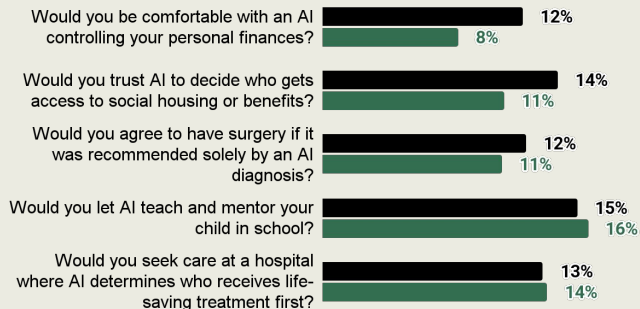 Would you be comfortable with an AI
controlling your personal finances?
12%
8%
Would you trust AI to decide who gets
access to social housing or benefits?
14%
11%
Would you agree to have surgery if it
was recommended solely by an AI
diagnosis?
12%
11%
Would you let AI teach and mentor your
child in school?
15%
16%
Would you seek care at a hospital
where AI determines who receives life-
saving treatment first?
13%
14%